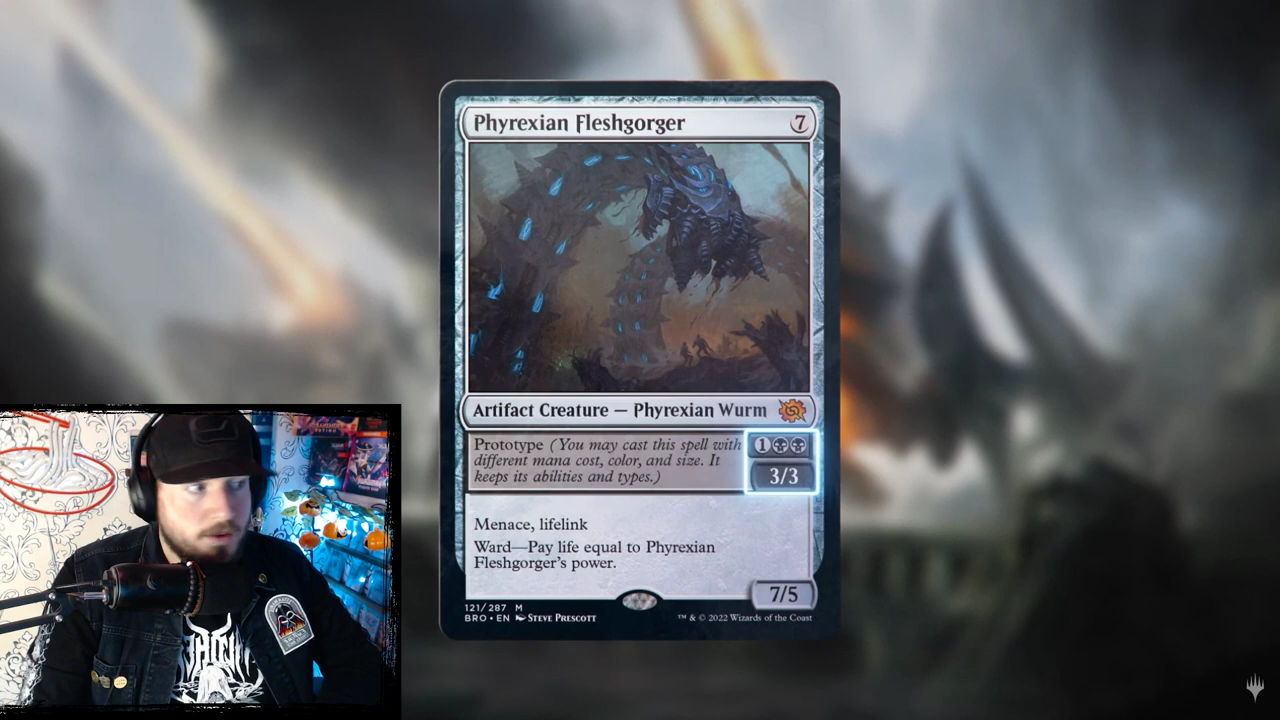 Phyrexian Fleshgorger 7
Artifact Creature — Phyrexian Wurm
Prototype (You may cast this spell with
different mana cost, color, and size. It
keeps its abilities and types.)
1
3/3
Menace, lifelink
Ward—Pay life equal to Phyrexian
Fleshgorger's power.
7/5
121/287 M
BRO • EN Steve Prescott
™ & © 2022 Wizards of the Coast